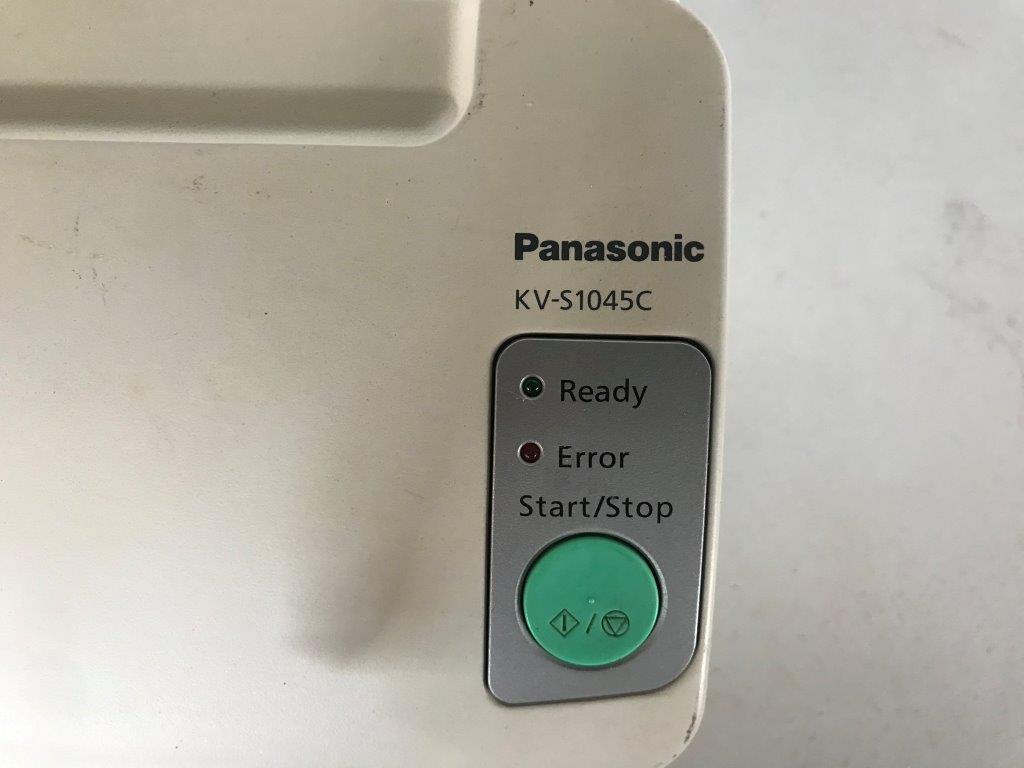 Panasonic
KV-S1045C
Ready
Error
Start/Stop
/